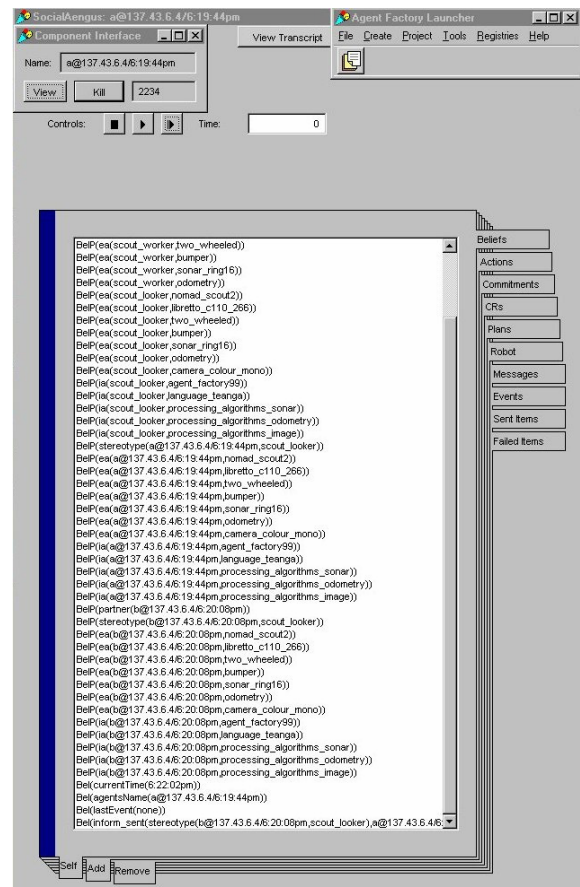 SocialAengus: a@137.43.6.4/6:19:44pm
Agent Factory Launcher
Component Interface
View Transcript
File Create Project Tools Registries Help
Name: a@137.43.6.4/6:19:44pm
View Kill 2234
Controls: Time: 0
Beliefs
Actions
Commitments
CRs
Plans
Robot
Messages
Events
Sent Items
Failed Items
BelP(ea(scout_worker,two_wheeled))
BelP(ea(scout_worker,bumper))
BelP(ea(scout_worker,sonar_ring16))
BelP(ea(scout_worker,odometry))
BelP(ea(scout_looker,nomad_scout2))
BelP(ea(scout_looker,libretto_c110_266))
BelP(ea(scout_looker,two_wheeled))
BelP(ea(scout_looker,bumper))
BelP(ea(scout_looker,sonar_ring16))
BelP(ea(scout_looker,odometry))
BelP(ea(scout_looker,camera_colour_mono))
BelP(ia(scout_looker,agent_factory99))
BelP(ia(scout_looker,language_teanga))
BelP(ia(scout_looker,processing_algorithms_sonar))
BelP(ia(scout_looker,processing_algorithms_odometry))
BelP(ia(scout_looker,processing_algorithms_image))
BelP(stereotype(a@137.43.6.4/6:19:44pm,scout_looker))
BelP(ea(a@137.43.6.4/6:19:44pm,nomad_scout2))
BelP(ea(a@137.43.6.4/6:19:44pm,libretto_c110_266))
BelP(ea(a@137.43.6.4/6:19:44pm,two_wheeled))
BelP(ea(a@137.43.6.4/6:19:44pm,bumper))
BelP(ea(a@137.43.6.4/6:19:44pm,sonar_ring16))
BelP(ea(a@137.43.6.4/6:19:44pm,odometry))
BelP(ea(a@137.43.6.4/6:19:44pm,camera_colour_mono))
BelP(ia(a@137.43.6.4/6:19:44pm,agent_factory99))
BelP(ia(a@137.43.6.4/6:19:44pm,language_teanga))
BelP(ia(a@137.43.6.4/6:19:44pm,processing_algorithms_sonar))
BelP(ia(a@137.43.6.4/6:19:44pm,processing_algorithms_odometry))
BelP(ia(a@137.43.6.4/6:19:44pm,processing_algorithms_image))
BelP(partner(b@137.43.6.4/6:20:08pm))
BelP(stereotype(b@137.43.6.4/6:20:08pm,scout_looker))
BelP(ea(b@137.43.6.4/6:20:08pm,nomad_scout2))
BelP(ea(b@137.43.6.4/6:20:08pm,libretto_c110_266))
BelP(ea(b@137.43.6.4/6:20:08pm,two_wheeled))
BelP(ea(b@137.43.6.4/6:20:08pm,bumper))
BelP(ea(b@137.43.6.4/6:20:08pm,sonar_ring16))
BelP(ea(b@137.43.6.4/6:20:08pm,odometry))
BelP(ea(b@137.43.6.4/6:20:08pm,camera_colour_mono))
BelP(ia(b@137.43.6.4/6:20:08pm,agent_factory99))
BelP(ia(b@137.43.6.4/6:20:08pm,language_teanga))
BelP(ia(b@137.43.6.4/6:20:08pm,processing_algorithms_sonar))
BelP(ia(b@137.43.6.4/6:20:08pm,processing_algorithms_odometry))
BelP(ia(b@137.43.6.4/6:20:08pm,processing_algorithms_image))
Bel(currentTime(6:22:02pm))
Bel(agentsName(a@137.43.6.4/6:19:44pm))
Bel(lastEvent(none))
Bel(inform_sent(stereotype(b@137.43.6.4/6:20:08pm,scout_looker),a@137.43.6.4/6:
Self Add Remove